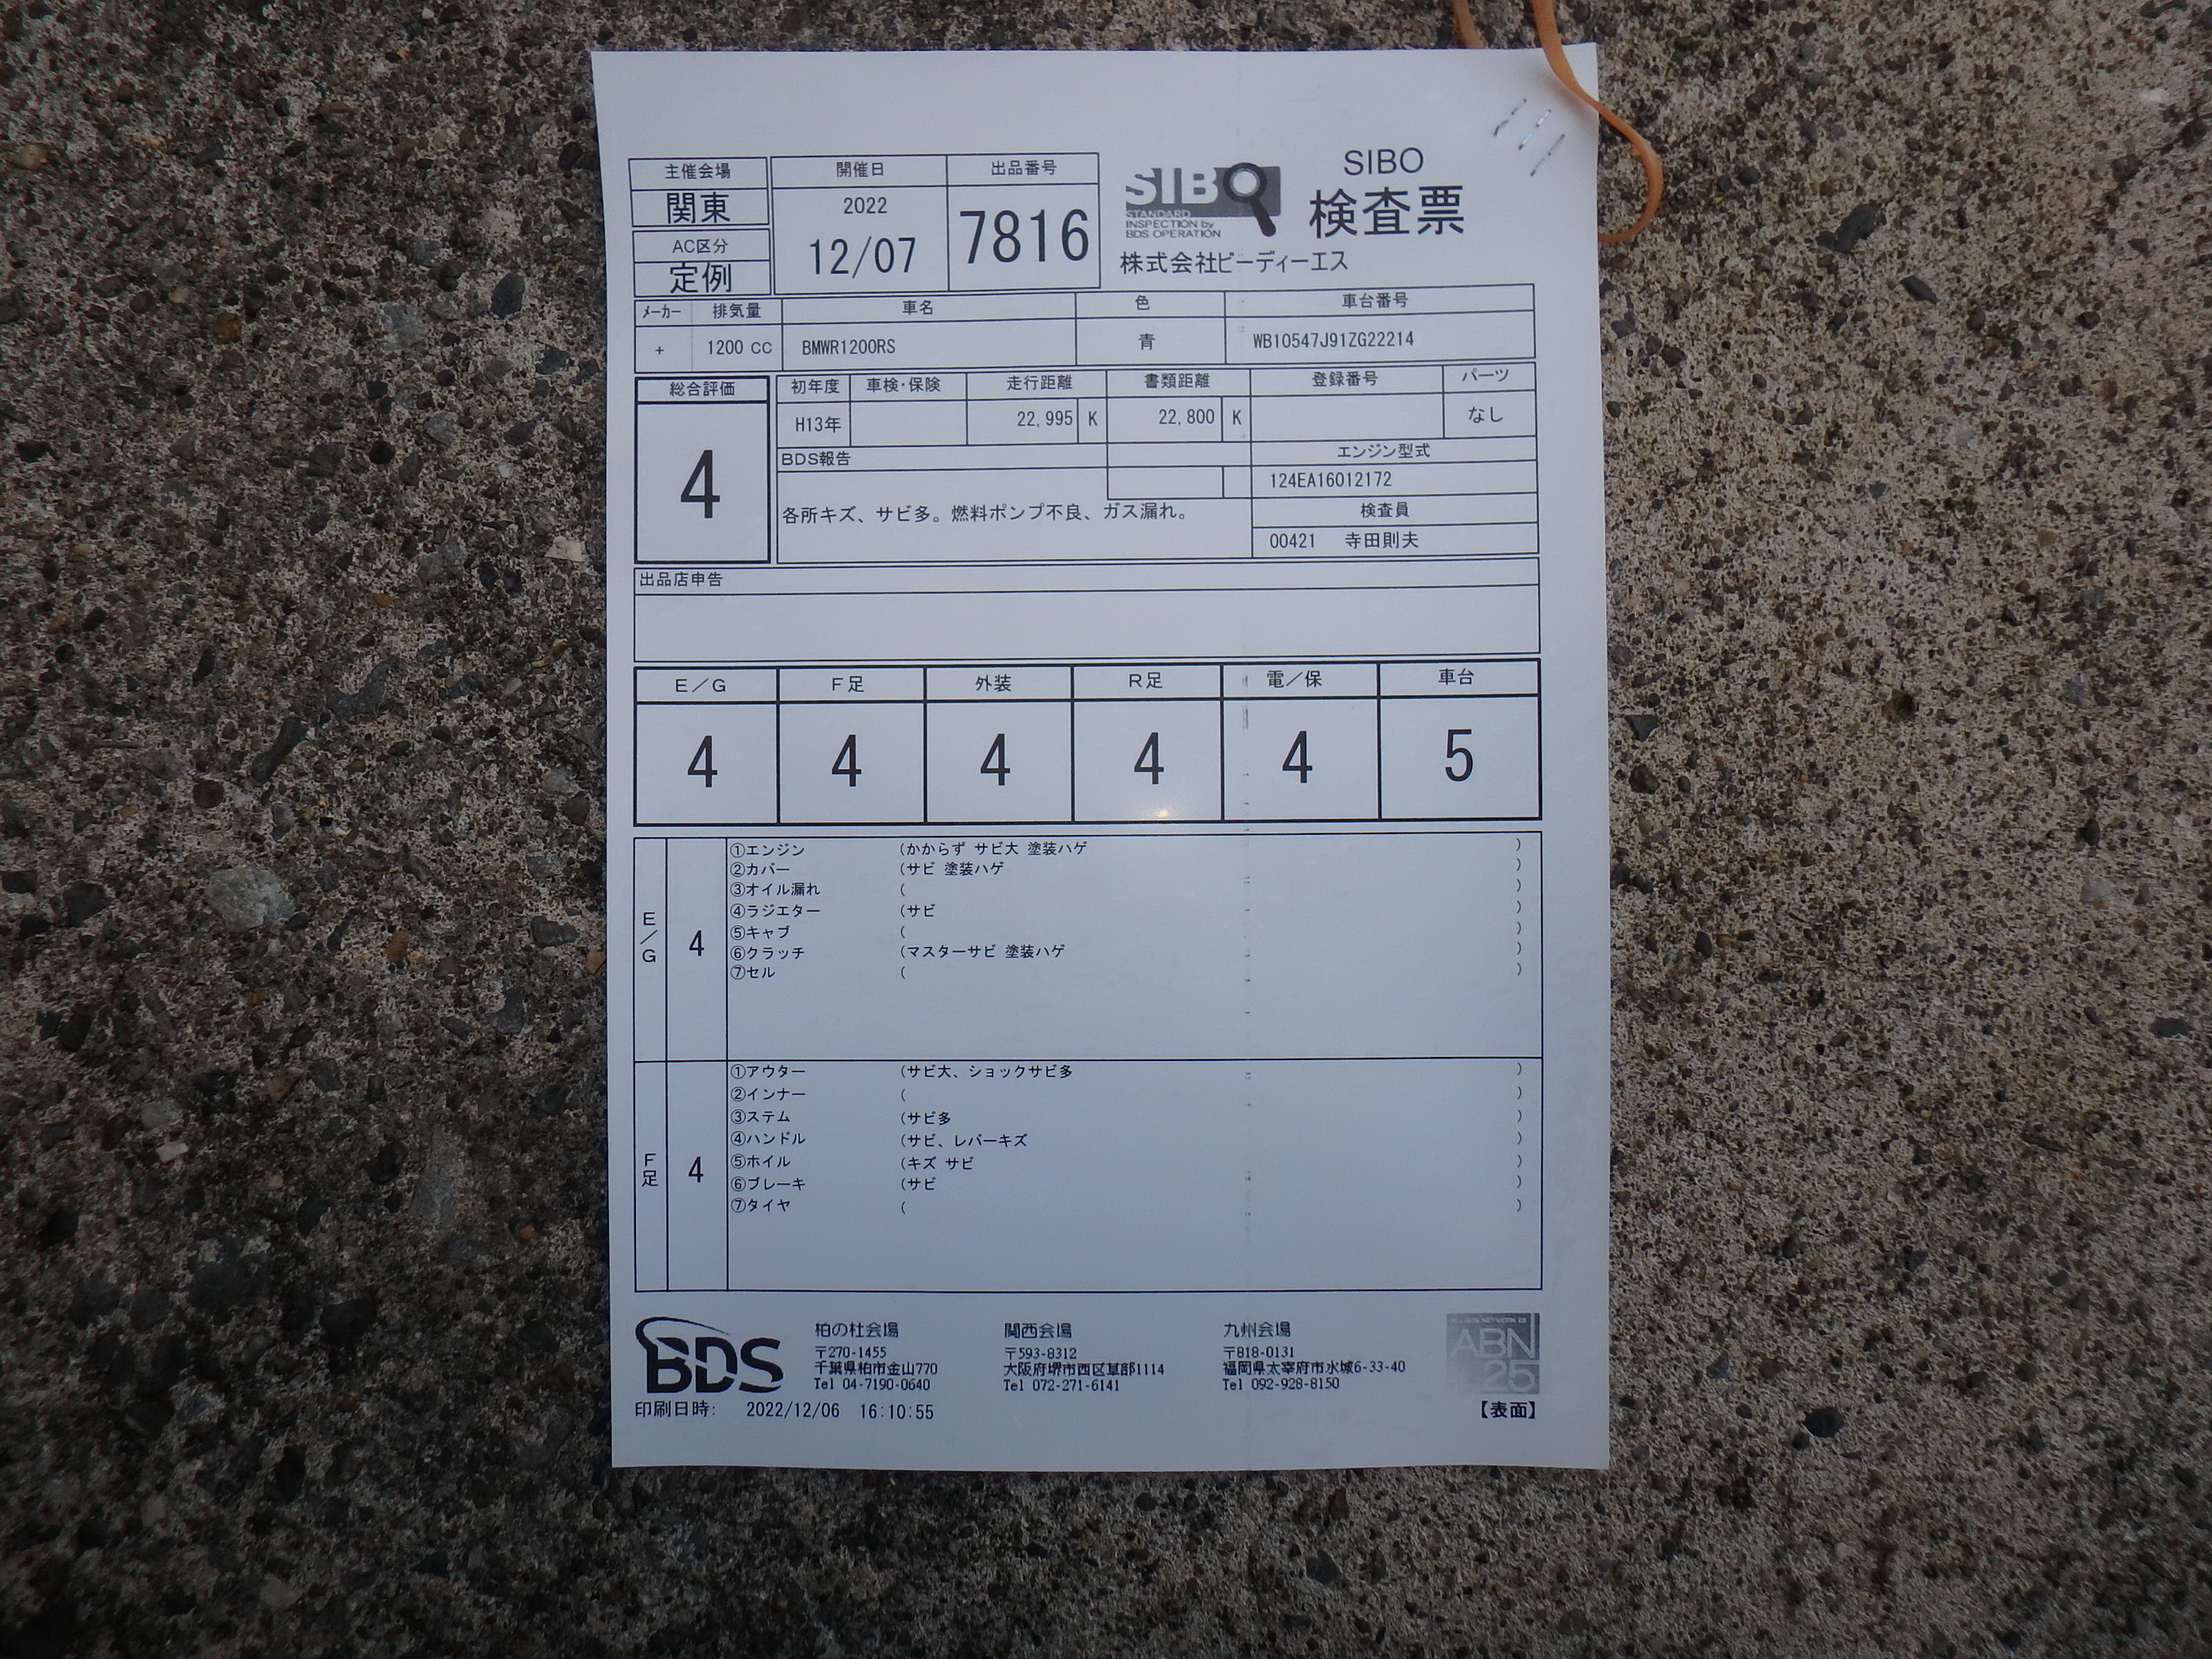 主催会場
関東
AC区分
定例
開催日
2022
12/07
出品番号
7816
SIBO
STANDARD
INSPECTION by
BDS OPERATION
SIBO
検査票
株式会社ビーディーエス
メーカー 排気量 車名 色 車台番号
+ 1200 CC BMWR1200RS 青 WB10547J91ZG22214
総合評価
4
初年度 車検・保険 走行距離 書類距離 登録番号 パーツ
H13年 22,995 K 22,800 K なし
BDS報告
各所キズ、サビ多。燃料ポンプ不良、ガス漏れ。
エンジン型式
124EA16012172
検査員
00421 寺田則夫
出品店申告
E/G F足 外装 R足 電/保 車台
4 4 4 4 4 5
E/G 4
①エンジン (かからず サビ大 塗装ハゲ )
②カバー (サビ 塗装ハゲ )
③オイル漏れ ( )
④ラジエター (サビ )
⑤キャブ ( )
⑥クラッチ (マスターサビ 塗装ハゲ )
⑦セル ( )
F足 4
①アウター (サビ大、ショックサビ多 )
②インナー ( )
③ステム (サビ多 )
④ハンドル (サビ、レバーキズ )
⑤ホイル (キズ サビ )
⑥ブレーキ (サビ )
⑦タイヤ ( )
BDS
柏の杜会場
〒270-1455
千葉県柏市金山770
Tel 04-7190-0640
関西会場
〒593-8312
大阪府堺市西区草部1114
Tel 072-271-6141
九州会場
〒818-0131
福岡県太宰府市水城6-33-40
Tel 092-928-8150
ABN
25
印刷日時: 2022/12/06 16:10:55
【表面】